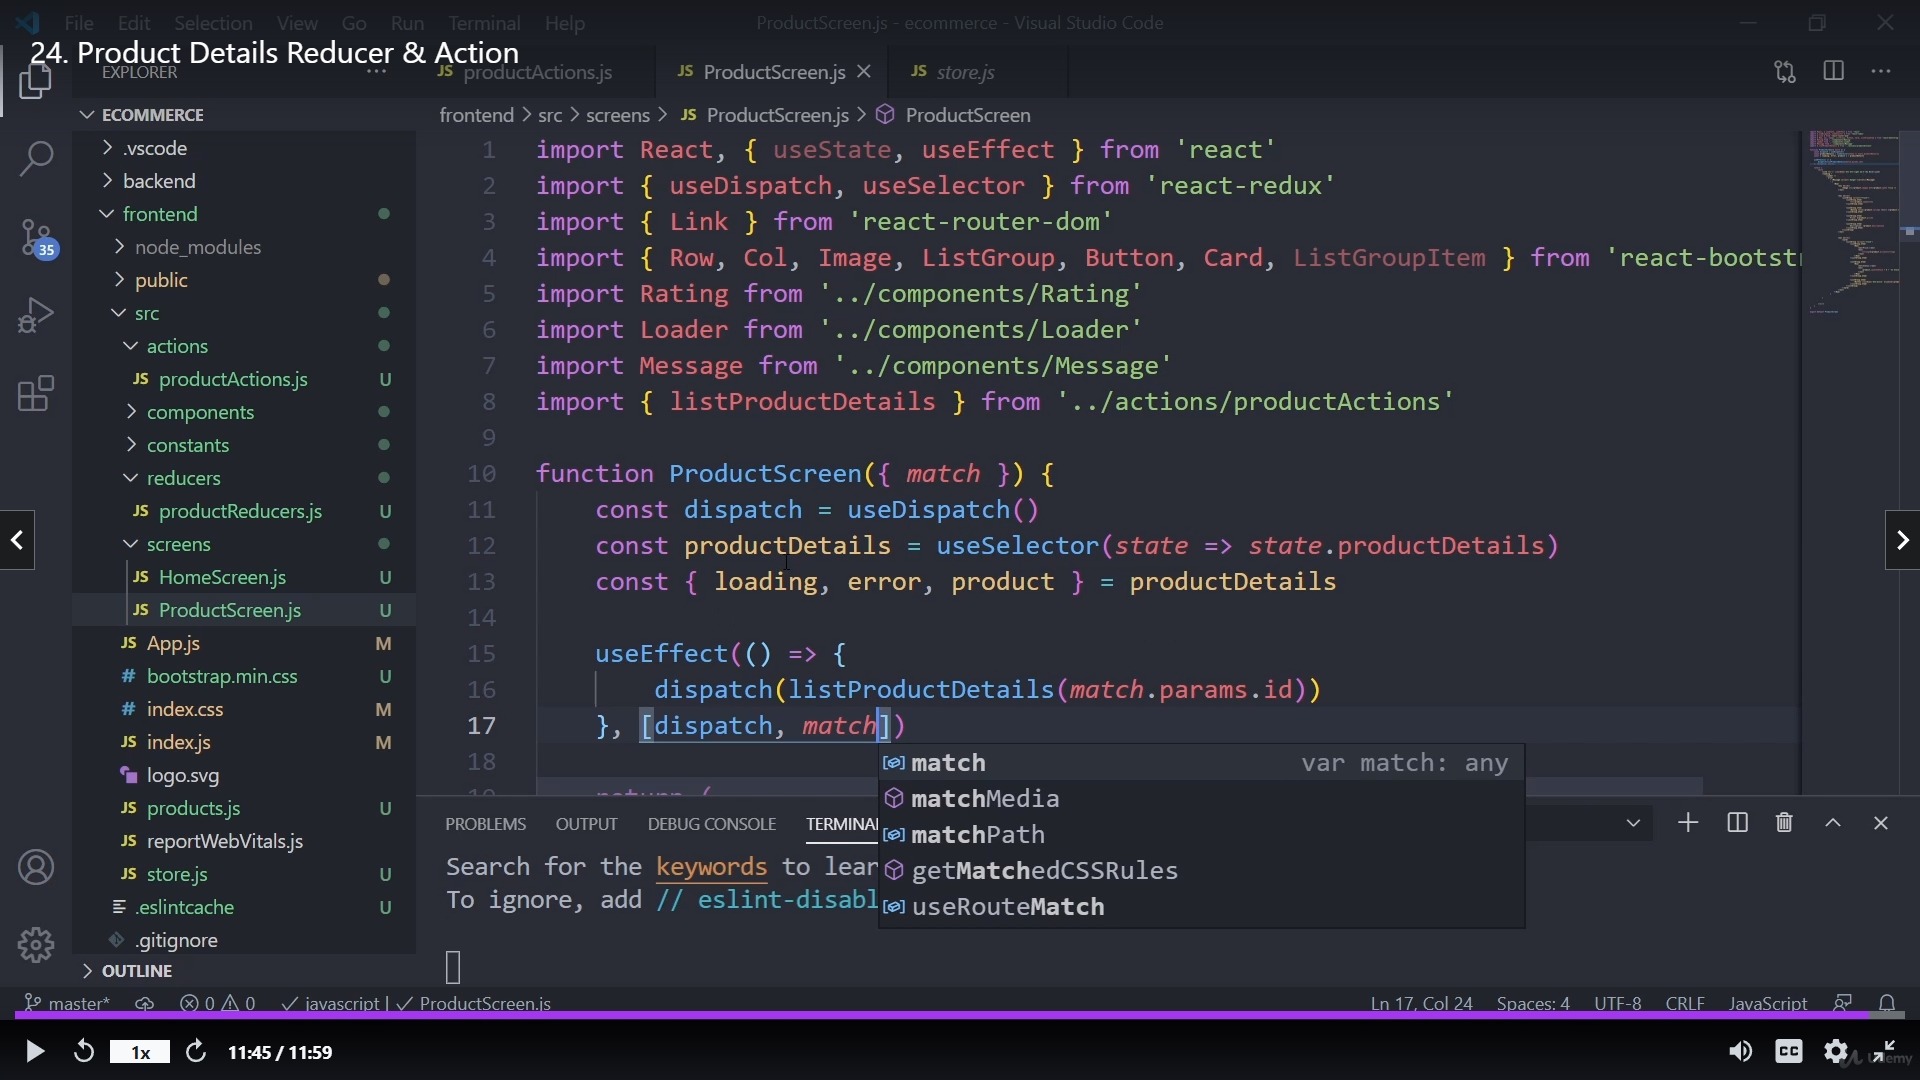 File Edit Selection View Go Run Terminal Help ProductScreen.js - ecommerce - Visual Studio Code
24. Product Details Reducer & Action
EXPLORER ...
JS productActions.js JS ProductScreen.js JS store.js
ECOMMERCE
frontend > src > screens > JS ProductScreen.js > ProductScreen
.vscode
backend
frontend
node_modules
public
src
actions
JS productActions.js U
components
constants
reducers
JS productReducers.js U
screens
JS HomeScreen.js U
JS ProductScreen.js U
JS App.js M
# bootstrap.min.css U
# index.css M
JS index.js M
logo.svg
JS products.js U
JS reportWebVitals.js
JS store.js U
.eslintcache U
.gitignore
OUTLINE
35
1 import React, { useState, useEffect } from 'react'
2 import { useDispatch, useSelector } from 'react-redux'
3 import { Link } from 'react-router-dom'
4 import { Row, Col, Image, ListGroup, Button, Card, ListGroupItem } from 'react-bootst
5 import Rating from '../components/Rating'
6 import Loader from '../components/Loader'
7 import Message from '../components/Message'
8 import { listProductDetails } from '../actions/productActions'
9
10 function ProductScreen({ match }) {
11 const dispatch = useDispatch()
12 const productDetails = useSelector(state => state.productDetails)
13 const { loading, error, product } = productDetails
14
15 useEffect(() => {
16 dispatch(listProductDetails(match.params.id))
17 }, [dispatch, match])
18
19 return (
match var match: any
matchMedia
matchPath
getMatchedCSSRules
useRouteMatch
PROBLEMS OUTPUT DEBUG CONSOLE TERMINAL
Search for the keywords to lear
To ignore, add // eslint-disabl
master* 0 0 javascript | ProductScreen.js Ln 17, Col 24 Spaces: 4 UTF-8 CRLF JavaScript
1x 11:45 / 11:59 CC Udemy